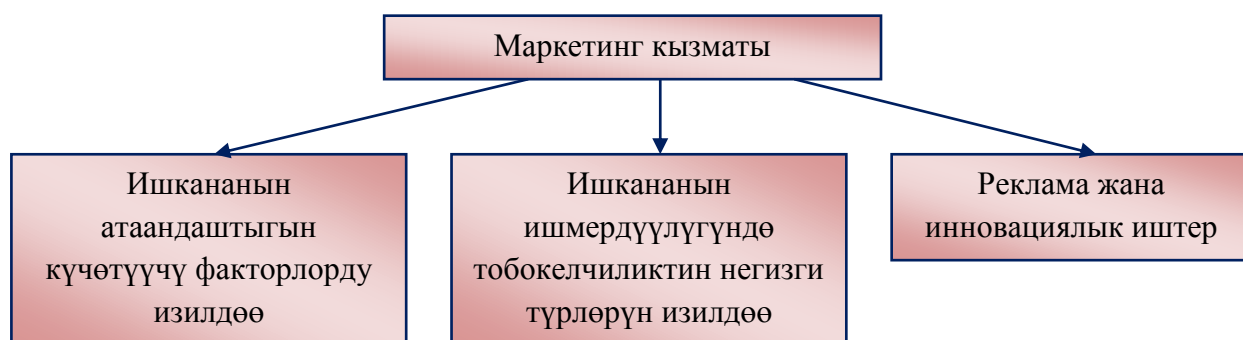 Маркетинг кызматы
Ишкананын
атаандаштыгын
күчөтүүчү факторлорду
изилдөө
Ишкананын
ишмердүүлүгүндө
тобокелчиликтин негизги
түрлөрүн изилдөө
Реклама жана
инновациялык иштер